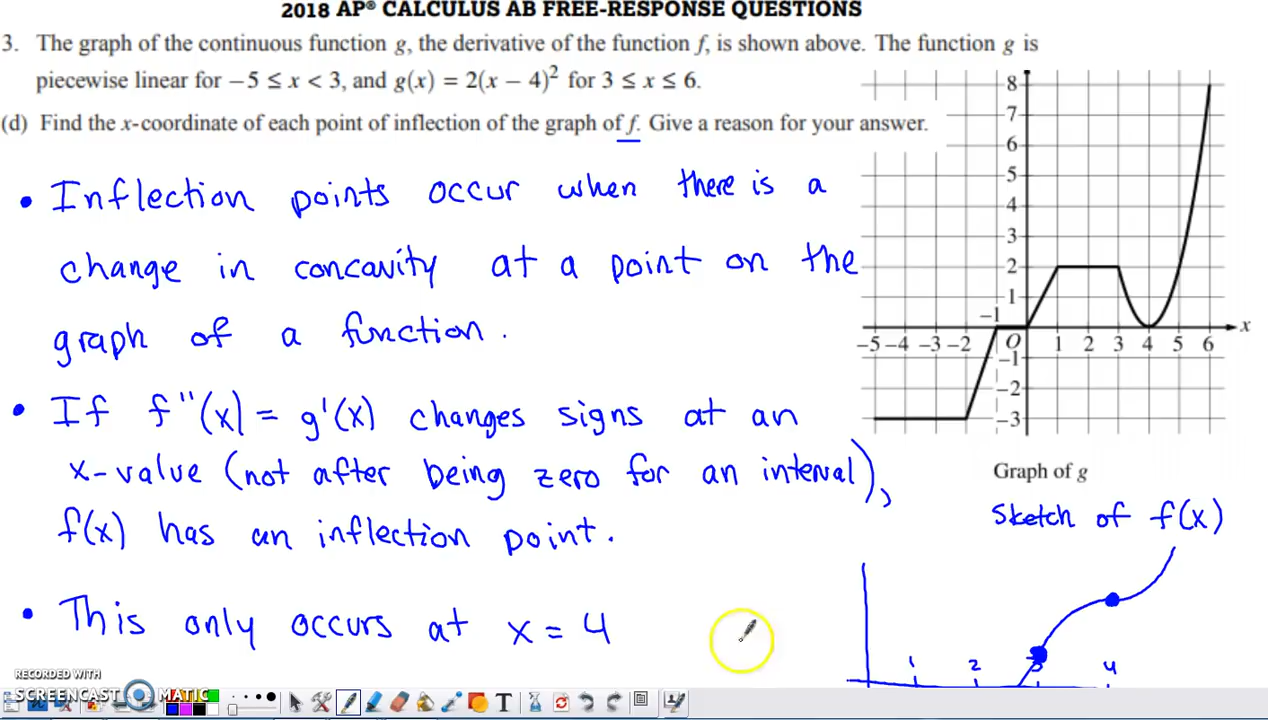 2018 AP® CALCULUS AB FREE-RESPONSE QUESTIONS
3. The graph of the continuous function g, the derivative of the function f, is shown above. The function g is
piecewise linear for −5 ≤ x < 3, and g(x) = 2(x − 4)² for 3 ≤ x ≤ 6.
(d) Find the x-coordinate of each point of inflection of the graph of f. Give a reason for your answer.
• Inflection points occur when there is a
change in concavity at a point on the
graph of a function.
• If f''(x) = g'(x) changes signs at an
x-value (not after being zero for an interval),
f(x) has an inflection point.
• This only occurs at x = 4
8
7
6
5
4
3
2
1
−1 x
−5 −4 −3 −2 O 1 2 3 4 5 6
−1
−2
−3
Graph of g
Sketch of f(x)
1 2 3 4
RECORDED WITH
SCREENCAST MATIC
T